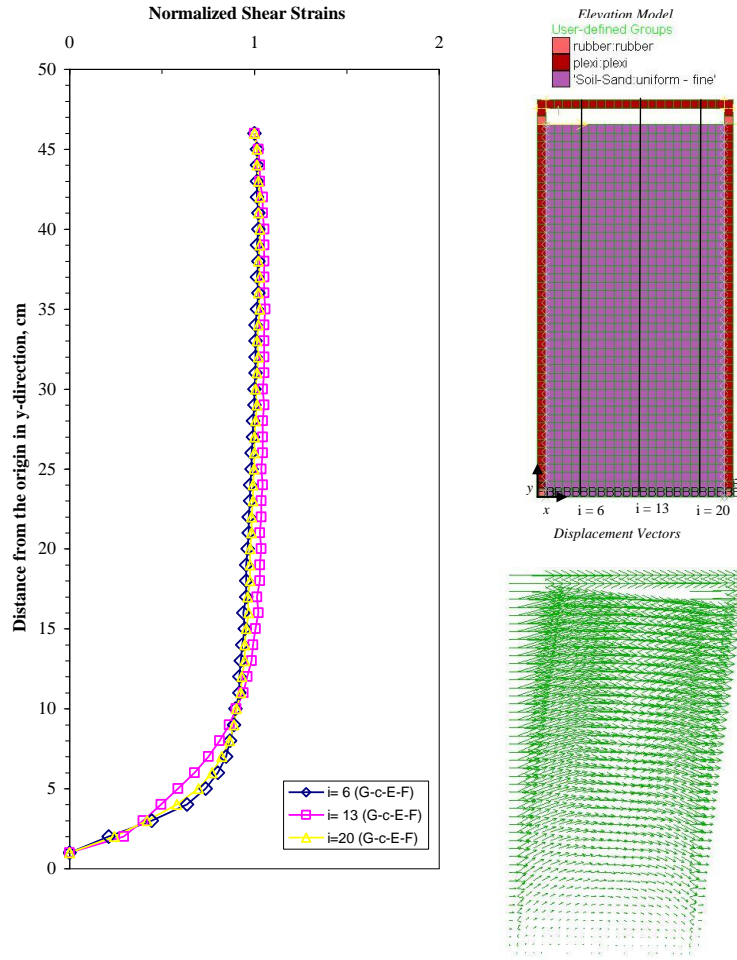 Normalized Shear Strains
0 1 2
50
45
40
35
30
25
20
15
10
5
0
Distance from the origin in y-direction, cm
i= 6 (G-c-E-F)
i= 13 (G-c-E-F)
i=20 (G-c-E-F)
Elevation Model
User-defined Groups
rubber:rubber
plexi:plexi
'Soil-Sand:uniform - fine'
y
x i = 6 i = 13 i = 20
Displacement Vectors